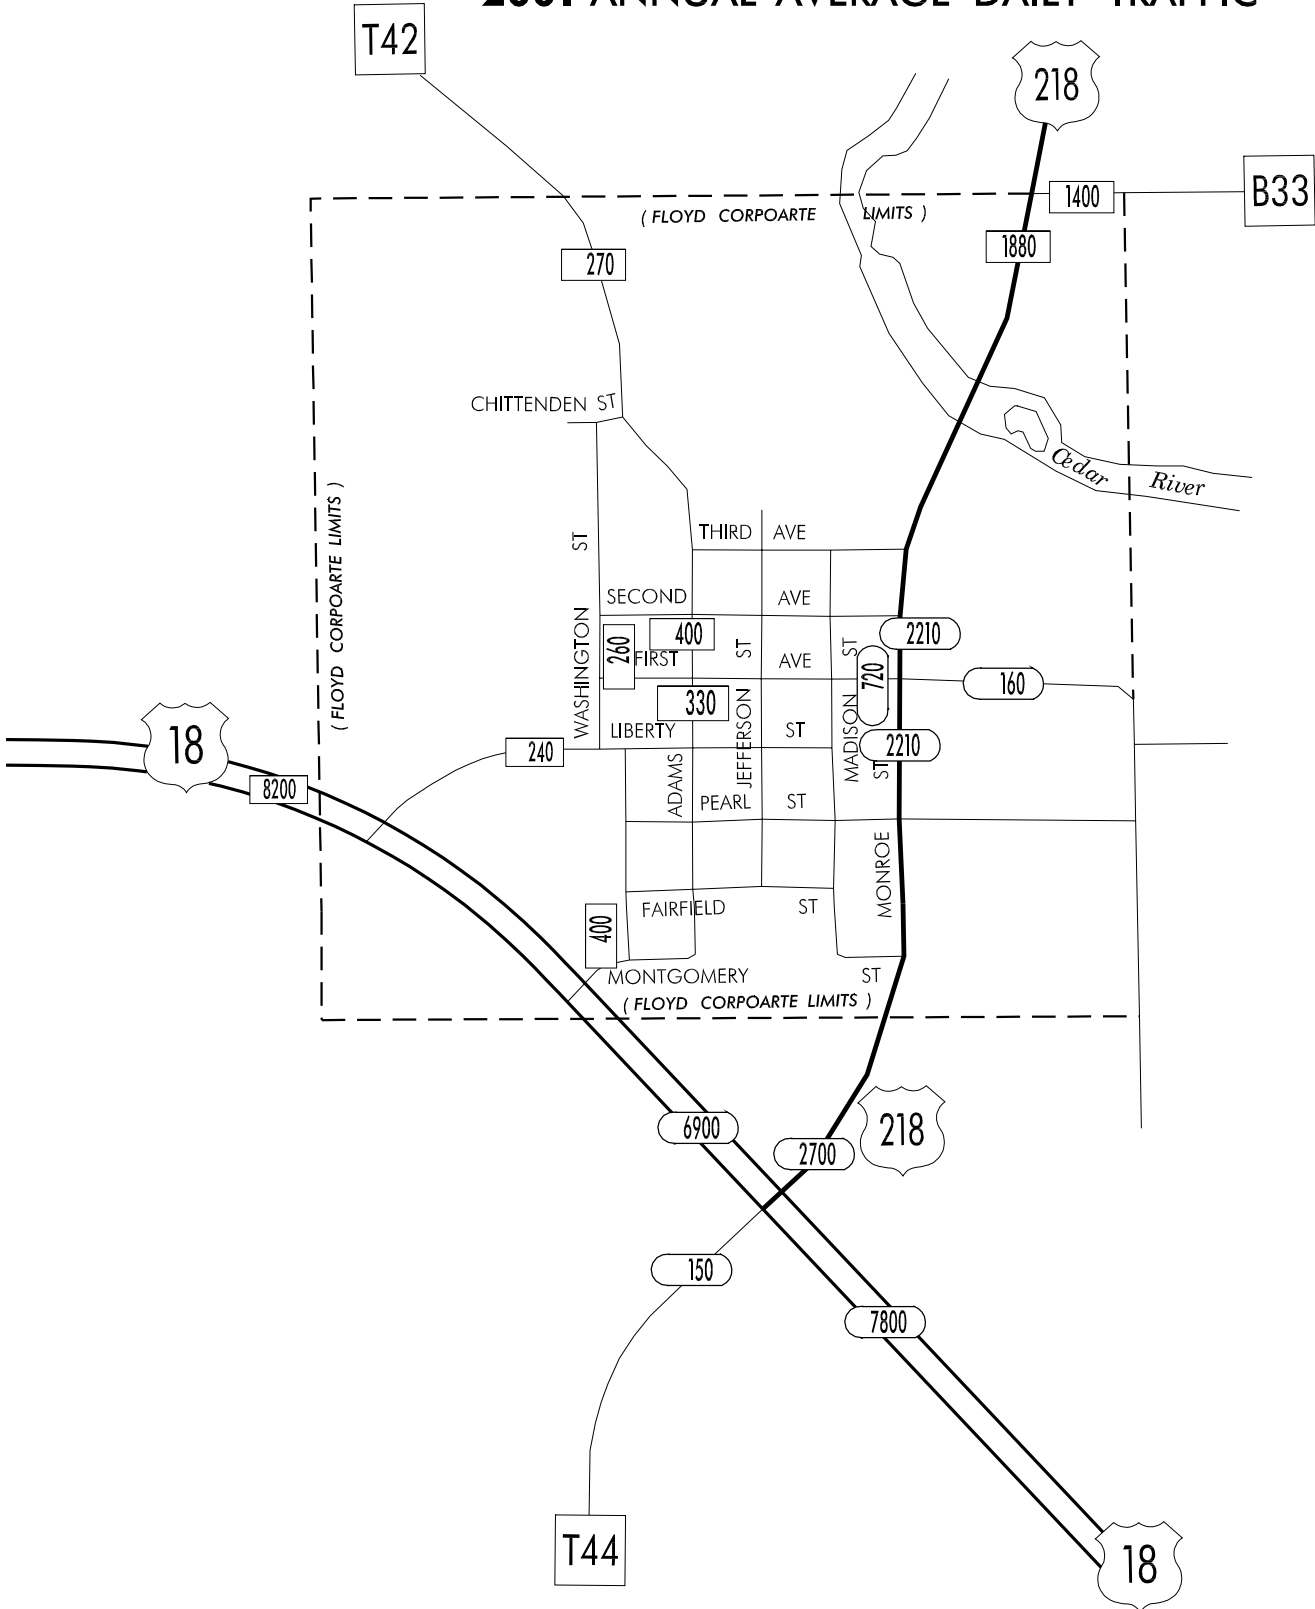 ANNUAL AVERAGE DAILY TRAFFIC
T42
218
B33
1400
( FLOYD CORPOARTE LIMITS )
1880
270
CHITTENDEN ST
Cedar River
( FLOYD CORPOARTE LIMITS )
ST
THIRD AVE
SECOND AVE
WASHINGTON
260
400
ST
ST
2210
FIRST AVE
720
160
330
JEFFERSON
MADISON
18
LIBERTY ST
240
2210
ST
8200
ADAMS
PEARL ST
MONROE
FAIRFIELD ST
400
MONTGOMERY ST
( FLOYD CORPOARTE LIMITS )
6900
218
2700
150
7800
T44
18